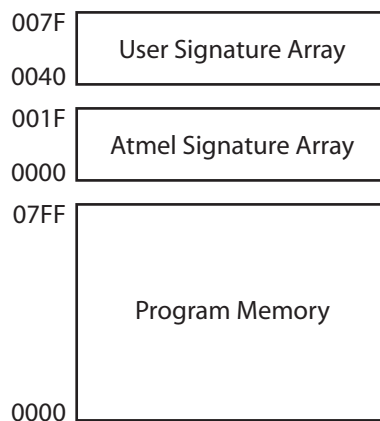 007F
User Signature Array
0040
001F
Atmel Signature Array
0000
07FF
Program Memory
0000